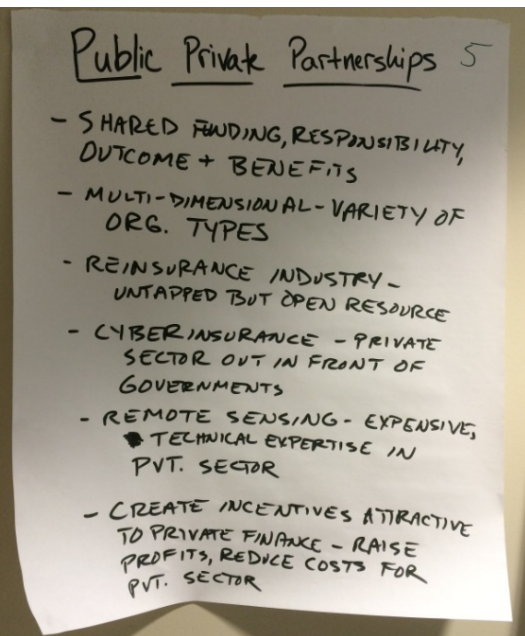 Public Private Partnerships 5
- SHARED FUNDING, RESPONSIBILITY,
OUTCOME + BENEFITS
- MULTI-DIMENSIONAL - VARIETY OF
ORG. TYPES
- REINSURANCE INDUSTRY -
UNTAPPED BUT OPEN RESOURCE
- CYBERINSURANCE - PRIVATE
SECTOR OUT IN FRONT OF
GOVERNMENTS
- REMOTE SENSING - EXPENSIVE,
TECHNICAL EXPERTISE IN
PVT. SECTOR
- CREATE INCENTIVES ATTRACTIVE
TO PRIVATE FINANCE - RAISE
PROFITS, REDUCE COSTS FOR
PVT. SECTOR